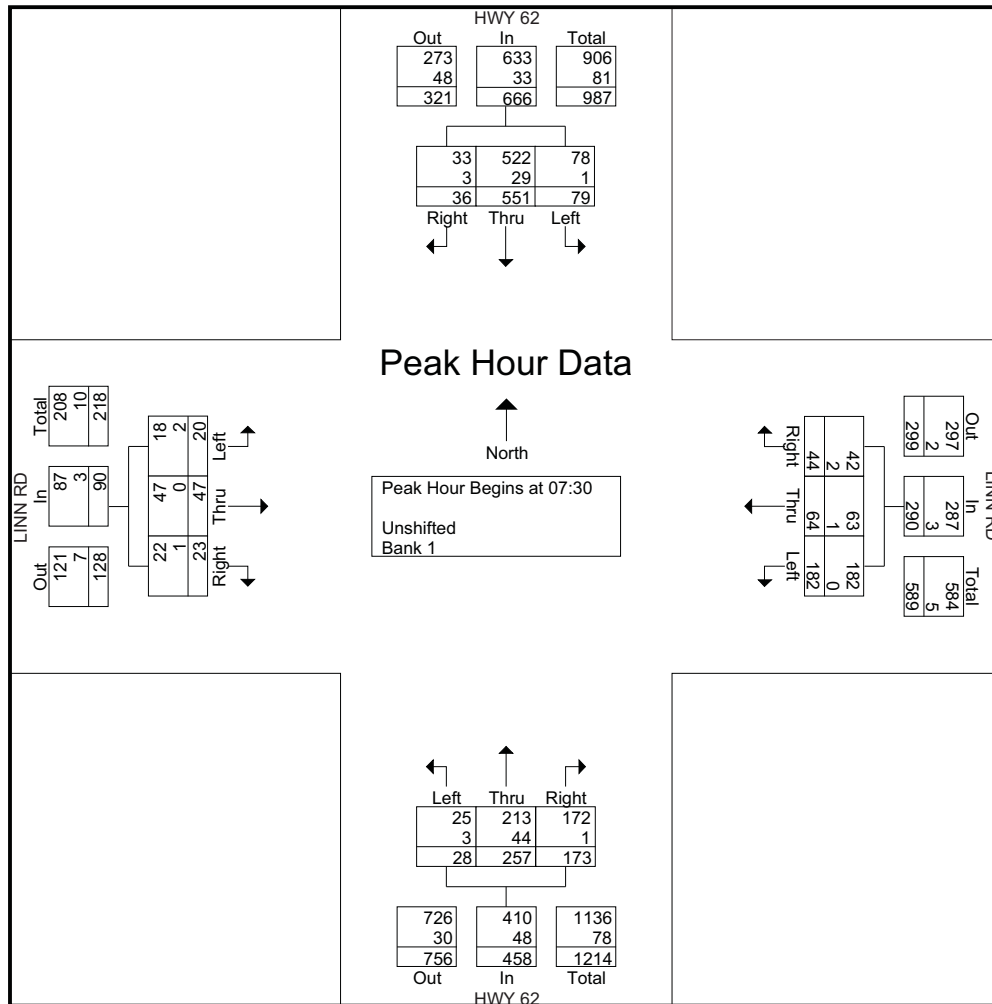 HWY 62
Out In Total
273 633 906
48 33 81
321 666 987
33 522 78
3 29 1
36 551 79
Right Thru Left
Peak Hour Data
North
Peak Hour Begins at 07:30
Unshifted
Bank 1
LINN RD
Total In Out
208 87 121
10 3 7
218 90 128
18 47 22
2 0 1
20 47 23
Left Thru Right
Right Thru Left
44 64 182
2 1 0
42 63 182
299 290 589
2 3 5
297 287 584
Out In Total
LINN RD
Left Thru Right
25 213 172
3 44 1
28 257 173
726 410 1136
30 48 78
756 458 1214
Out In Total
HWY 62